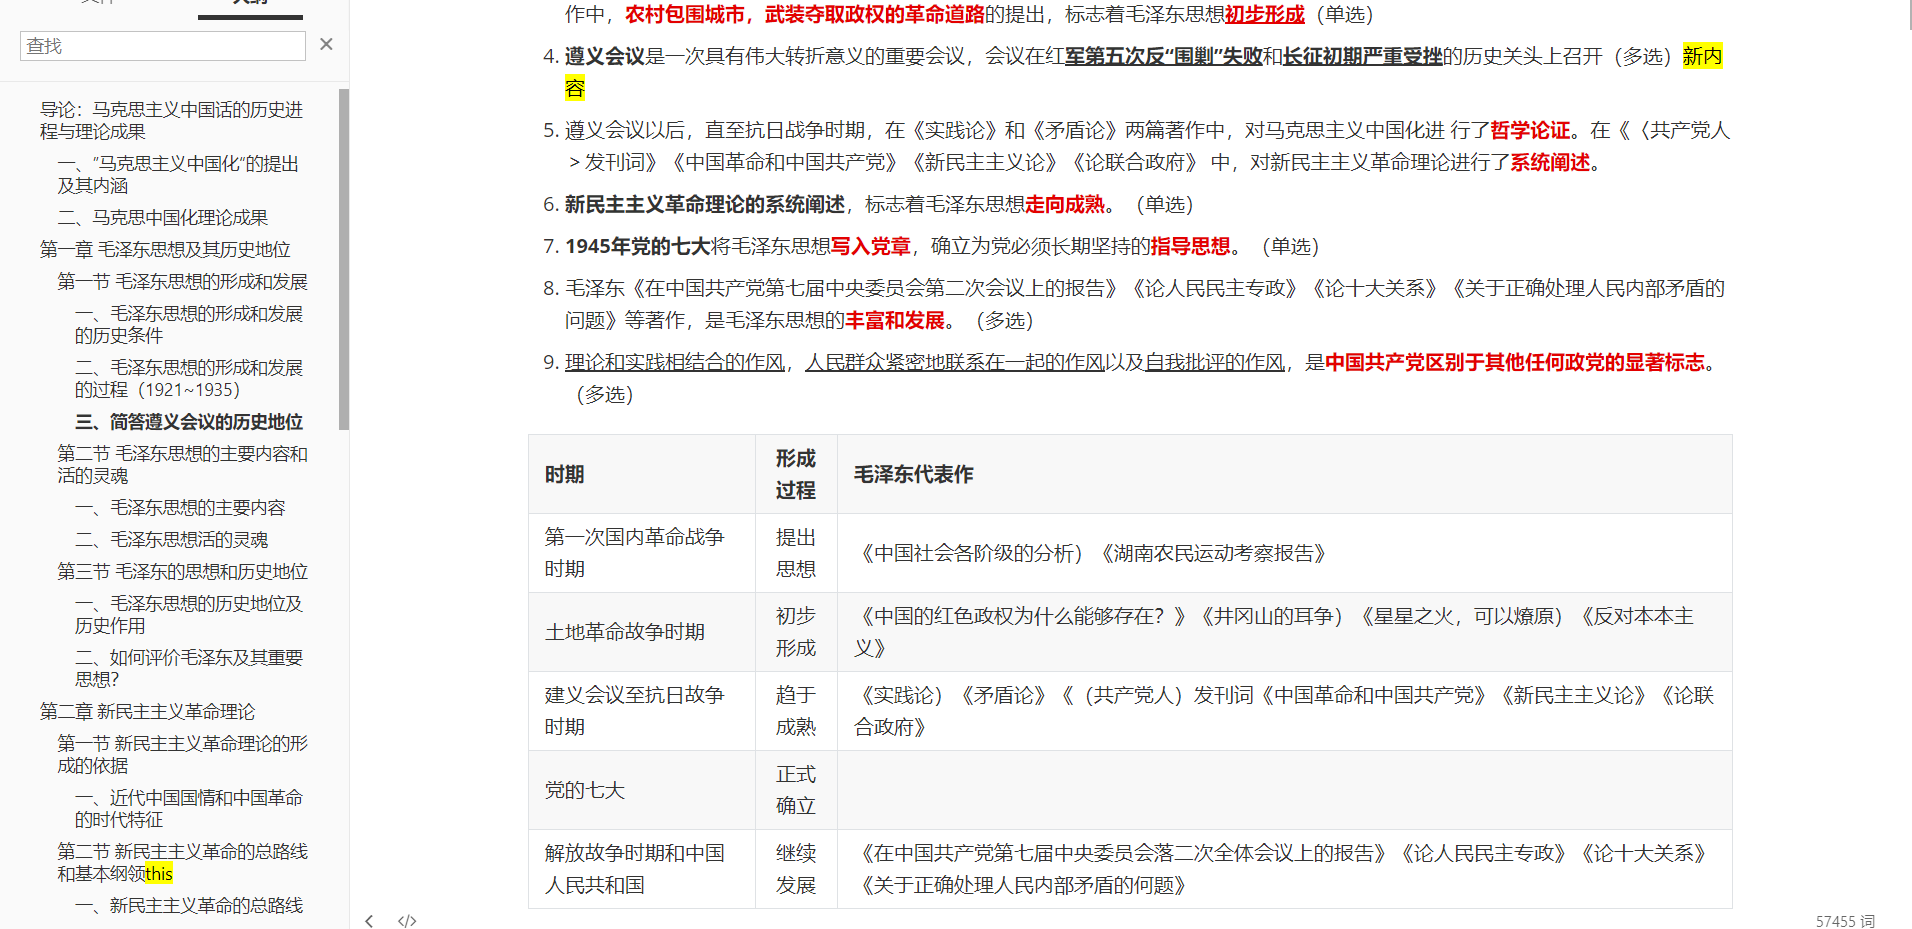 查找
导论：马克思主义中国话的历史进
程与理论成果
一、“马克思主义中国化”的提出
及其内涵
二、马克思中国化理论成果
第一章 毛泽东思想及其历史地位
第一节 毛泽东思想的形成和发展
一、毛泽东思想的形成和发展
的历史条件
二、毛泽东思想的形成和发展
的过程（1921~1935）
三、简答遵义会议的历史地位
第二节 毛泽东思想的主要内容和
活的灵魂
一、毛泽东思想的主要内容
二、毛泽东思想活的灵魂
第三节 毛泽东的思想和历史地位
一、毛泽东思想的历史地位及
历史作用
二、如何评价毛泽东及其重要
思想？
第二章 新民主主义革命理论
第一节 新民主主义革命理论的形
成的依据
一、近代中国国情和中国革命
的时代特征
第二节 新民主主义革命的总路线
和基本纲领this
一、新民主主义革命的总路线
作中，农村包围城市，武装夺取政权的革命道路的提出，标志着毛泽东思想初步形成（单选）
4. 遵义会议是一次具有伟大转折意义的重要会议，会议在红军第五次反“围剿”失败和长征初期严重受挫的历史关头上召开（多选）新内
容
5. 遵义会议以后，直至抗日战争时期，在《实践论》和《矛盾论》两篇著作中，对马克思主义中国化进 行了哲学论证。在《〈共产党人
＞发刊词》《中国革命和中国共产党》《新民主主义论》《论联合政府》 中，对新民主主义革命理论进行了系统阐述。
6. 新民主主义革命理论的系统阐述，标志着毛泽东思想走向成熟。（单选）
7. 1945年党的七大将毛泽东思想写入党章，确立为党必须长期坚持的指导思想。（单选）
8. 毛泽东《在中国共产党第七届中央委员会第二次会议上的报告》《论人民民主专政》《论十大关系》《关于正确处理人民内部矛盾的
问题》等著作，是毛泽东思想的丰富和发展。（多选）
9. 理论和实践相结合的作风，人民群众紧密地联系在一起的作风以及自我批评的作风，是中国共产党区别于其他任何政党的显著标志。
（多选）
时期 形成过程 毛泽东代表作
第一次国内革命战争
时期
提出
思想
《中国社会各阶级的分析）《湖南农民运动考察报告》
土地革命故争时期
初步
形成
《中国的红色政权为什么能够存在？》《井冈山的耳争）《星星之火，可以燎原）《反对本本主
义》
建义会议至抗日故争
时期
趋于
成熟
《实践论）《矛盾论》《（共产党人）发刊词《中国革命和中国共产党》《新民主主义论》《论联
合政府》
党的七大
正式
确立
解放故争时期和中国
人民共和国
继续
发展
《在中国共产党第七届中央委员会落二次全体会议上的报告》《论人民民主专政》《论十大关系》
《关于正确处理人民内部矛盾的何题》
57455 词